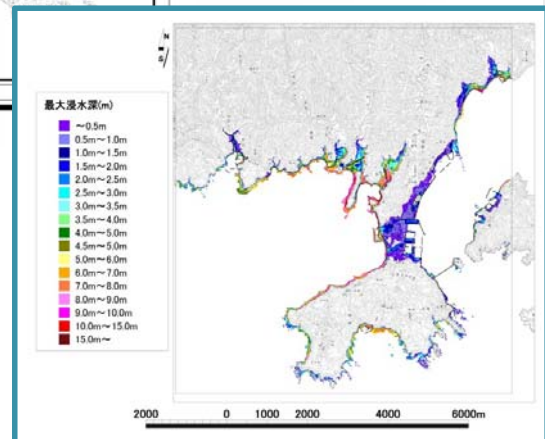 N
S
最大浸水深(m)
～0.5m
0.5m～1.0m
1.0m～1.5m
1.5m～2.0m
2.0m～2.5m
2.5m～3.0m
3.0m～3.5m
3.5m～4.0m
4.0m～5.0m
4.5m～5.0m
5.0m～6.0m
6.0m～7.0m
7.0m～8.0m
8.0m～9.0m
9.0m～10.0m
10.0m～15.0m
15.0m～
2000 0 1000 2000 4000 6000m